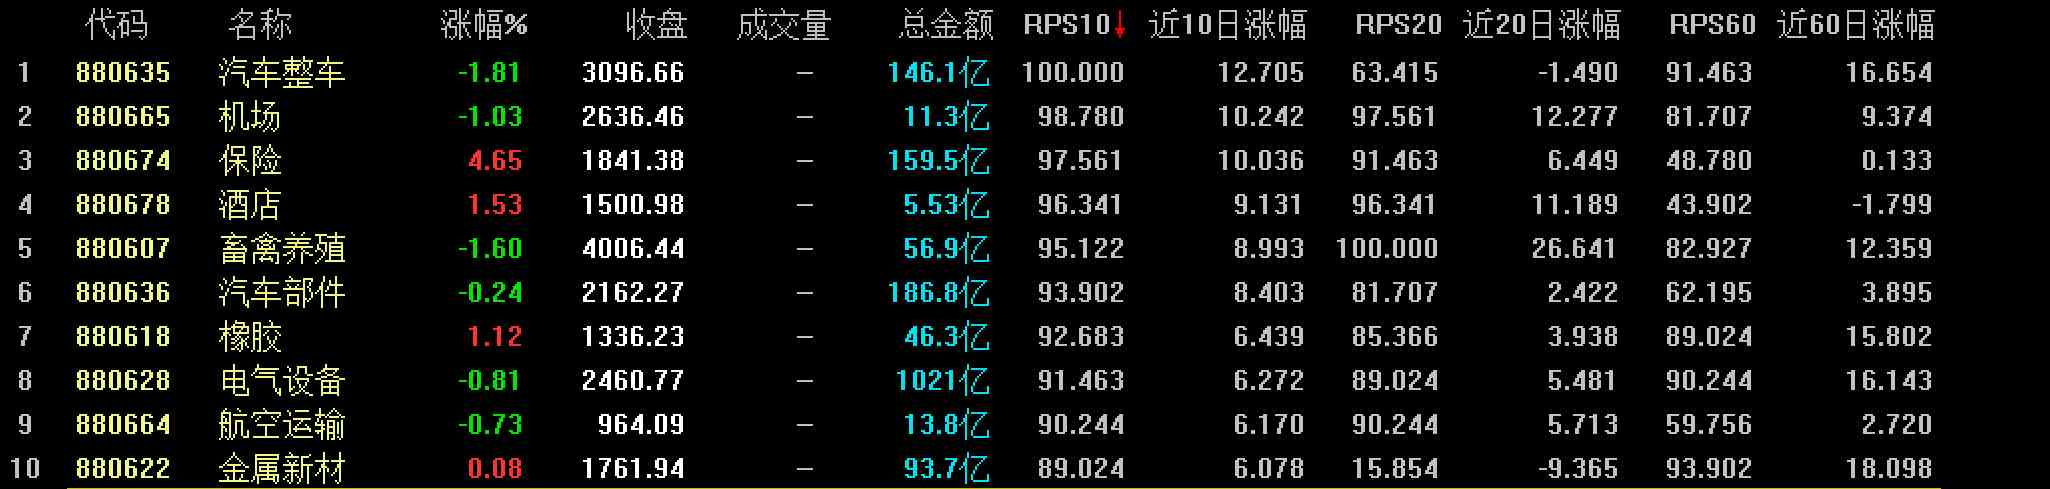 代码 名称 涨幅% 收盘 成交量 总金额 RPS10↓ 近10日涨幅 RPS20 近20日涨幅 RPS60 近60日涨幅
1 880635 汽车整车 -1.81 3096.66 – 146.1亿 100.000 12.705 63.415 -1.490 91.463 16.654
2 880665 机场 -1.03 2636.46 – 11.3亿 98.780 10.242 97.561 12.277 81.707 9.374
3 880674 保险 4.65 1841.38 – 159.5亿 97.561 10.036 91.463 6.449 48.780 0.133
4 880678 酒店 1.53 1500.98 – 5.53亿 96.341 9.131 96.341 11.189 43.902 -1.799
5 880607 畜禽养殖 -1.60 4006.44 – 56.9亿 95.122 8.993 100.000 26.641 82.927 12.359
6 880636 汽车部件 -0.24 2162.27 – 186.8亿 93.902 8.403 81.707 2.422 62.195 3.895
7 880618 橡胶 1.12 1336.23 – 46.3亿 92.683 6.439 85.366 3.938 89.024 15.802
8 880628 电气设备 -0.81 2460.77 – 1021亿 91.463 6.272 89.024 5.481 90.244 16.143
9 880664 航空运输 -0.73 964.09 – 13.8亿 90.244 6.170 90.244 5.713 59.756 2.720
10 880622 金属新材 0.08 1761.94 – 93.7亿 89.024 6.078 15.854 -9.365 93.902 18.098